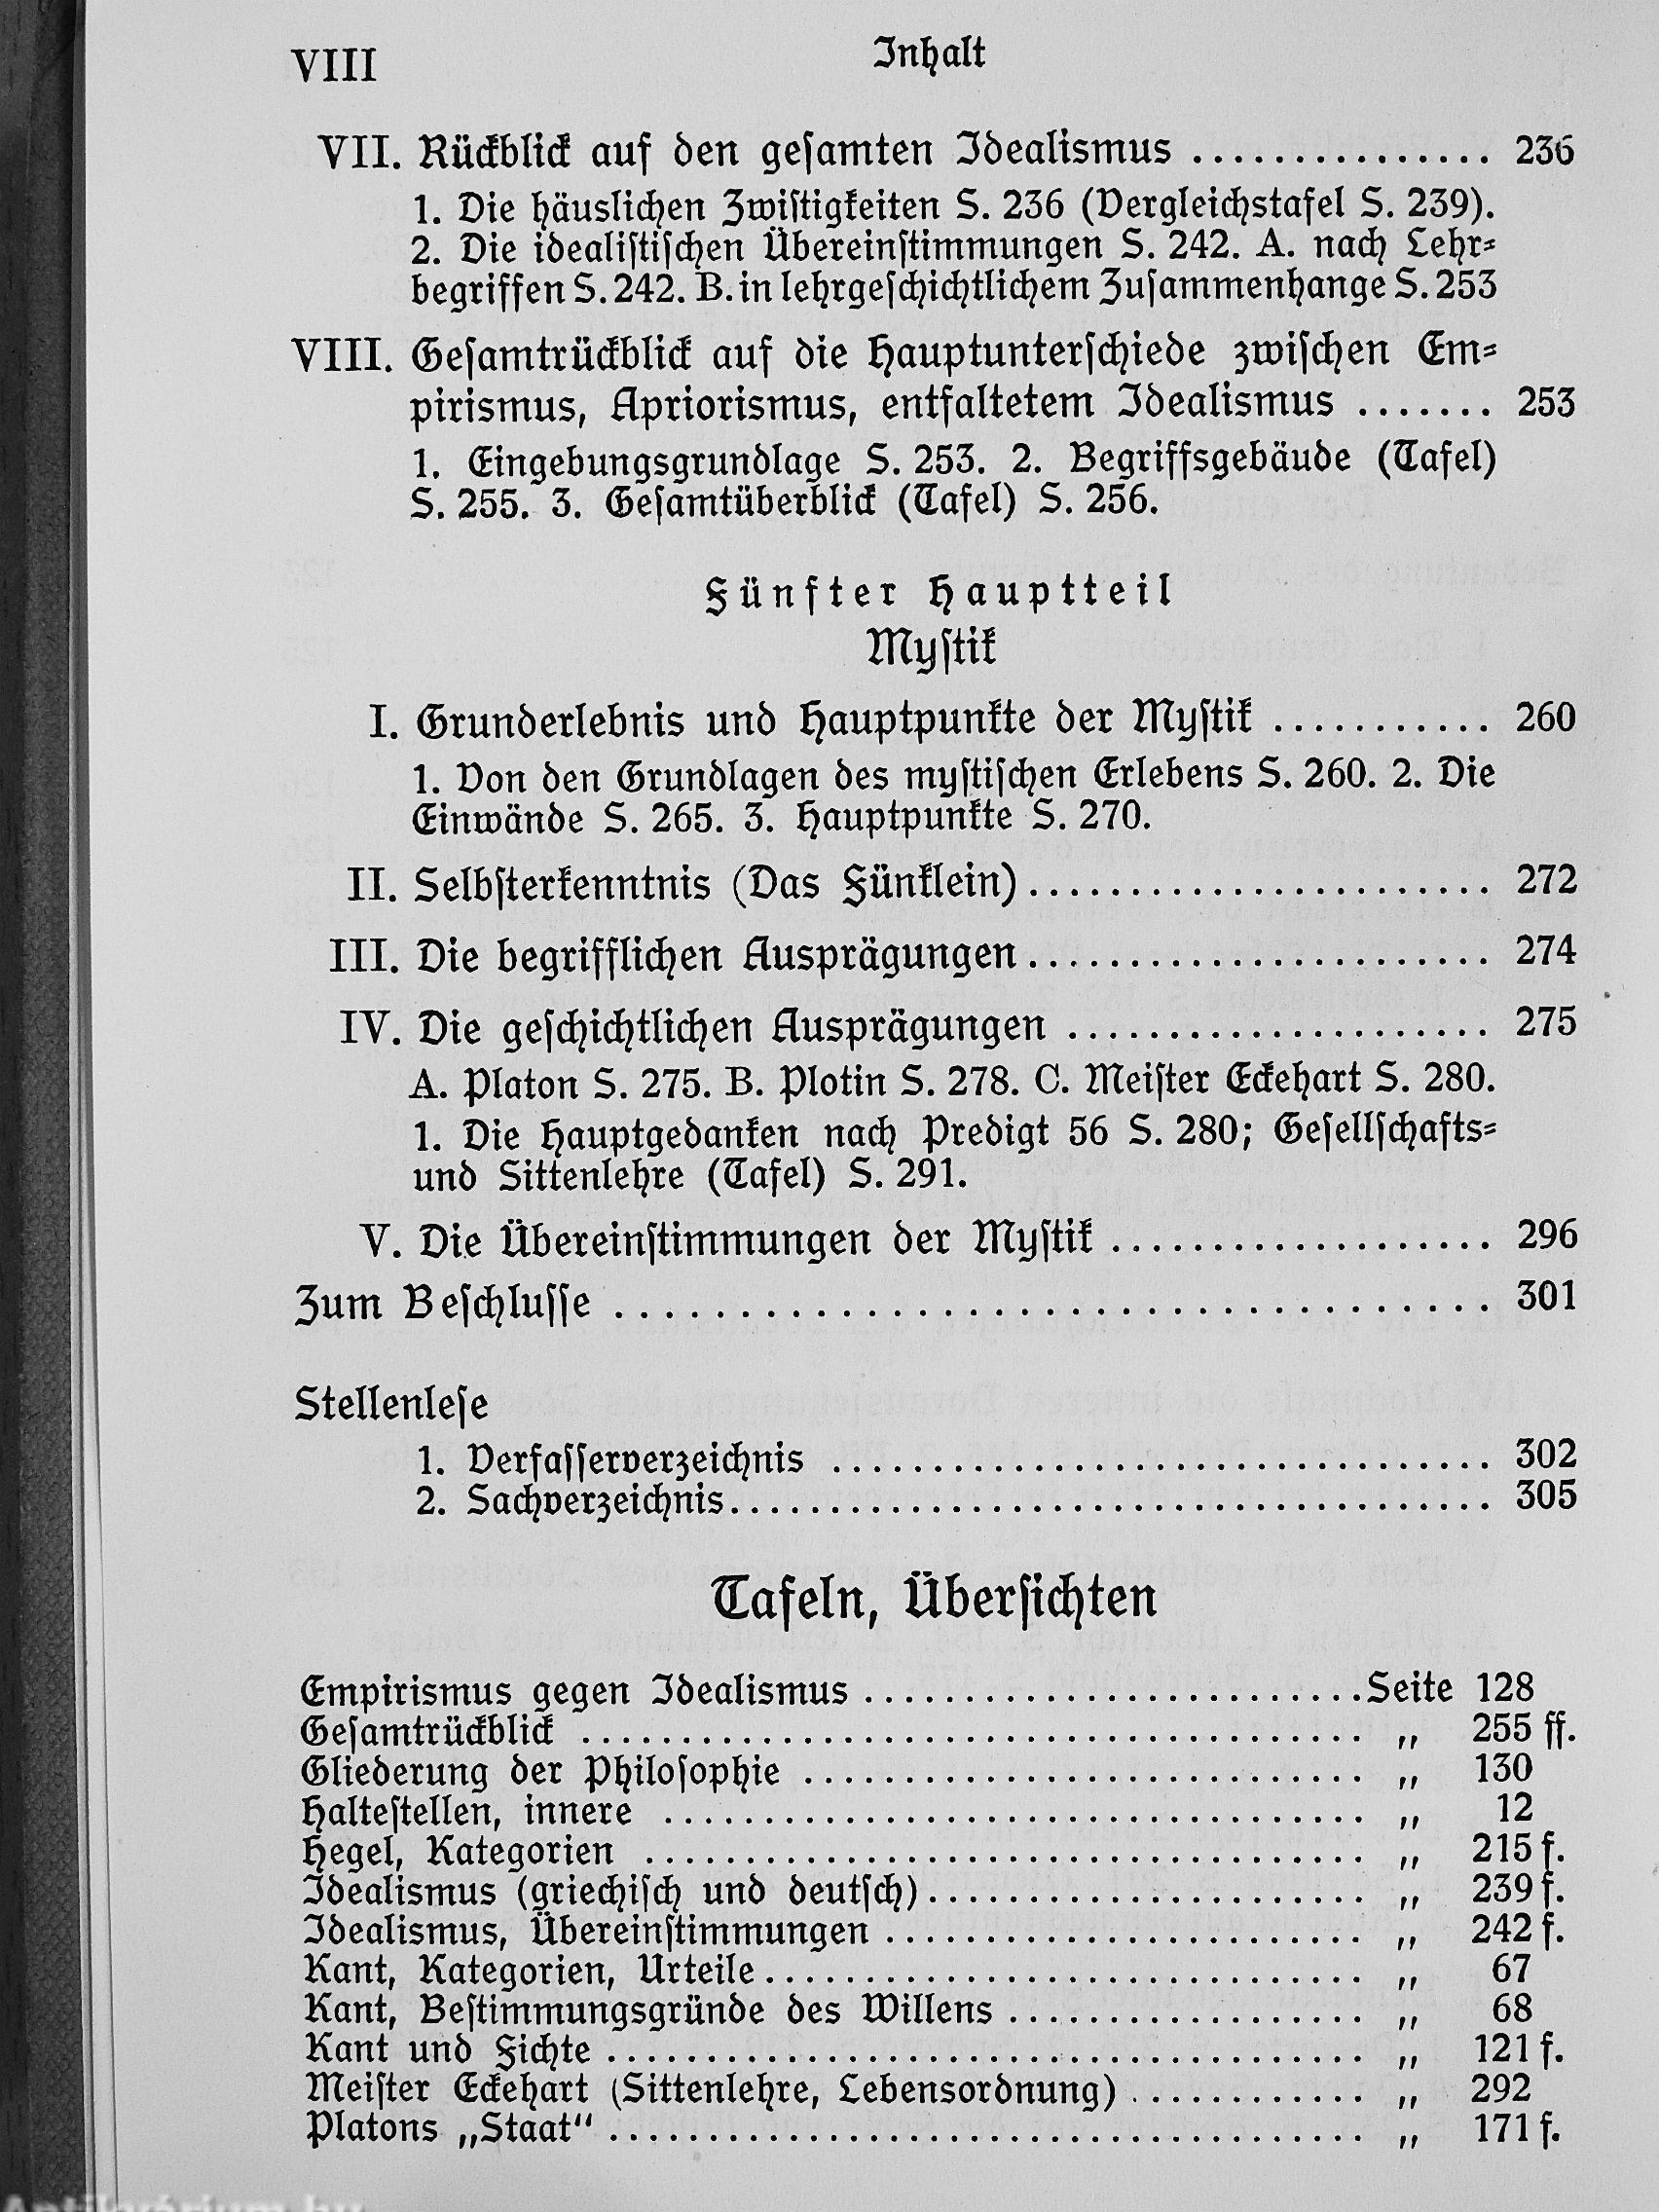 VIII Inhalt
VII. Rückblick auf den gesamten Idealismus ............... 236
1. Die häuslichen Zwistigkeiten S. 236 (Vergleichstafel S. 239).
2. Die idealistischen Übereinstimmungen S. 242. A. nach Lehr-
begriffen S. 242. B. in lehrgeschichtlichem Zusammenhange S. 253
VIII. Gesamtrückblick auf die Hauptunterschiede zwischen Em-
pirismus, Apriorismus, entfaltetem Idealismus ....... 253
1. Eingebungsgrundlage S. 253. 2. Begriffsgebäude (Tafel)
S. 255. 3. Gesamtüberblick (Tafel) S. 256.
Fünfter Hauptteil
Mystik
I. Grunderlebnis und Hauptpunkte der Mystik ........... 260
1. Von den Grundlagen des mystischen Erlebens S. 260. 2. Die
Einwände S. 265. 3. Hauptpunkte S. 270.
II. Selbsterkenntnis (Das Fünklein) ....................... 272
III. Die begrifflichen Ausprägungen ....................... 274
IV. Die geschichtlichen Ausprägungen ..................... 275
A. Platon S. 275. B. Plotin S. 278. C. Meister Eckehart S. 280.
1. Die Hauptgedanken nach Predigt 56 S. 280; Gesellschafts-
und Sittenlehre (Tafel) S. 291.
V. Die Übereinstimmungen der Mystik ................... 296
Zum Beschlusse .................................. 301
Stellenlese
1. Verfasserverzeichnis ................................. 302
2. Sachverzeichnis ...................................... 305
Tafeln, Übersichten
Empirismus gegen Idealismus ......................... Seite 128
Gesamtrückblick ....................................... „ 255 ff.
Gliederung der Philosophie ............................ „ 130
Haltestellen, innere ................................... „ 12
Hegel, Kategorien .................................... „ 215 f.
Idealismus (griechisch und deutsch) ...................... „ 239 f.
Idealismus, Übereinstimmungen ........................ „ 242 f.
Kant, Kategorien, Urteile .............................. „ 67
Kant, Bestimmungsgründe des Willens .................. „ 68
Kant und Fichte ...................................... „ 121 f.
Meister Eckehart (Sittenlehre, Lebensordnung) ............ „ 292
Platons „Staat“ ...................................... „ 171 f.